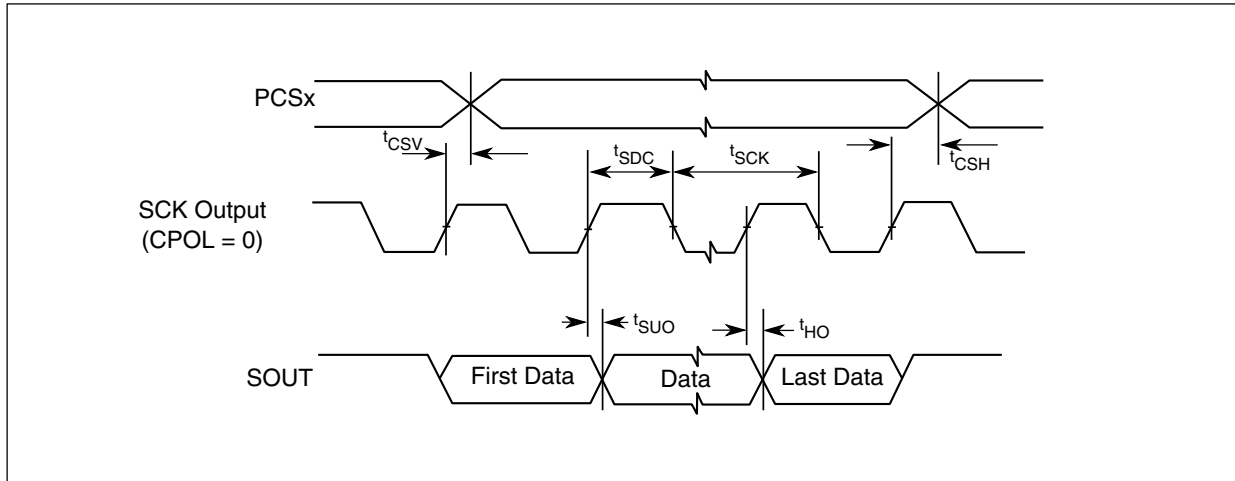 PCSx
tCSV
tSDC
tSCK
tCSH
SCK Output
(CPOL = 0)
tSUO
tHO
SOUT
First Data
Data
Last Data